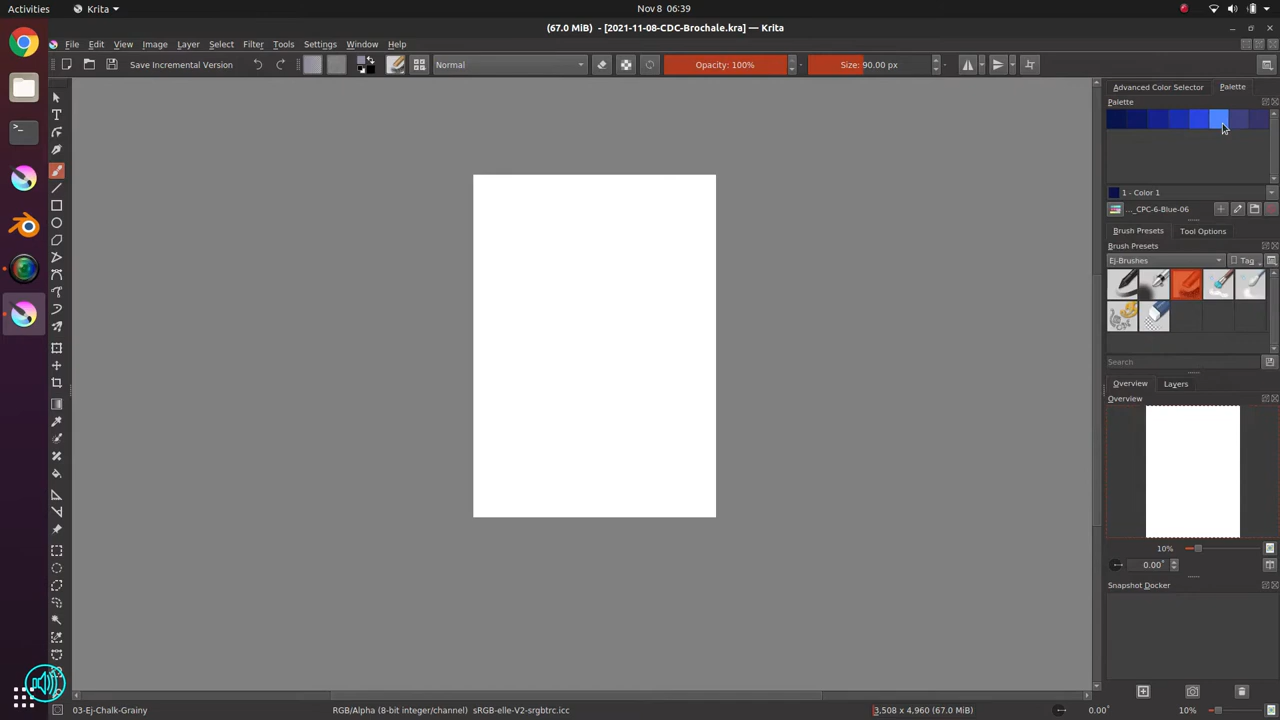 Activities
Krita
Nov 8 06:39
(67.0 MiB) - [2021-11-08-CDC-Brochale.kra] — Krita
File Edit View Image Layer Select Filter Tools Settings Window Help
Save Incremental Version
Normal
Opacity: 100%
Size: 90.00 px
Advanced Color Selector
Palette
Palette
1 - Color 1
..._CPC-6-Blue-06
Brush Presets
Tool Options
Brush Presets
Ej-Brushes
Tag
Search
Overview
Layers
Overview
10%
0.00°
Snapshot Docker
03-Ej-Chalk-Grainy
RGB/Alpha (8-bit integer/channel) sRGB-elle-V2-srgbtrc.icc
3,508 x 4,960 (67.0 MiB)
0.00°
10%